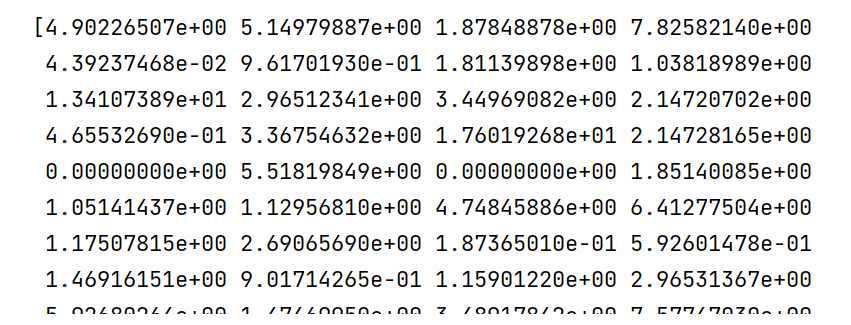 [4.90226507e+00 5.14979887e+00 1.87848878e+00 7.82582140e+00
4.39237468e-02 9.61701930e-01 1.81139898e+00 1.03818989e+00
1.34107389e+01 2.96512341e+00 3.44969082e+00 2.14720702e+00
4.65532690e-01 3.36754632e+00 1.76019268e+01 2.14728165e+00
0.00000000e+00 5.51819849e+00 0.00000000e+00 1.85140085e+00
1.05141437e+00 1.12956810e+00 4.74845886e+00 6.41277504e+00
1.17507815e+00 2.69065690e+00 1.87365010e-01 5.92601478e-01
1.46916151e+00 9.01714265e-01 1.15901220e+00 2.96531367e+00